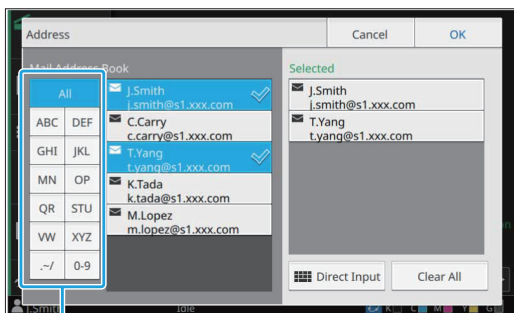 Address
Cancel
OK
Mail Address Book
Selected
All
ABC
DEF
GHI
JKL
MN
OP
QR
STU
VW
XYZ
.~/
0-9
J.Smith
j.smith@s1.xxx.com
C.Carry
c.carry@s1.xxx.com
T.Yang
t.yang@s1.xxx.com
K.Tada
k.tada@s1.xxx.com
M.Lopez
m.lopez@s1.xxx.com
J.Smith
j.smith@s1.xxx.com
T.Yang
t.yang@s1.xxx.com
Direct Input
Clear All
J.Smith
Idle
K
C
M
Y
G